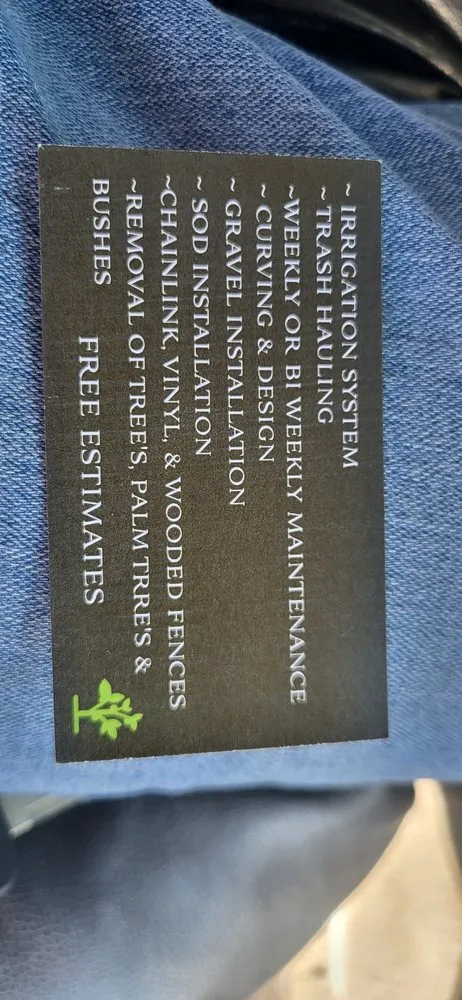 ~ IRRIGATION SYSTEM
~ TRASH HAULING
~WEEKLY OR BI WEEKLY MAINTENANCE
~ CURVING & DESIGN
~ GRAVEL INSTALLATION
~ SOD INSTALLATION
~CHAINLINK, VINYL, & WOODED FENCES
~REMOVAL OF TREE'S, PALM TRRE'S &
BUSHES
FREE ESTIMATES